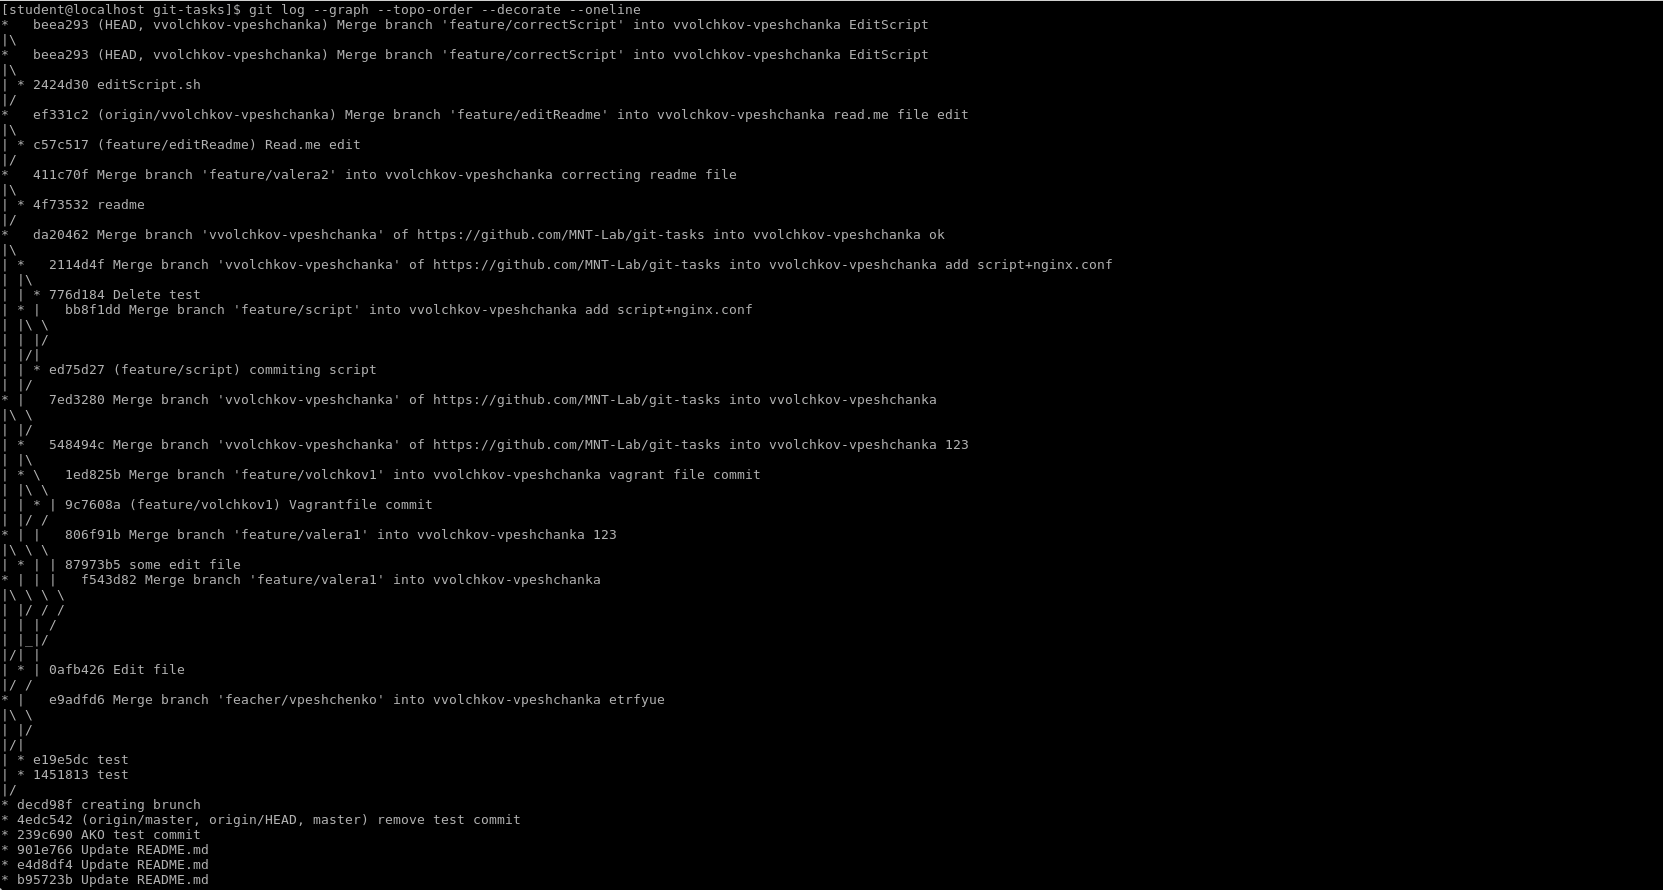 [student@localhost git-tasks]$ git log --graph --topo-order --decorate --oneline
*   beea293 (HEAD, vvolchkov-vpeshchanka) Merge branch 'feature/correctScript' into vvolchkov-vpeshchanka EditScript
|\
*   beea293 (HEAD, vvolchkov-vpeshchanka) Merge branch 'feature/correctScript' into vvolchkov-vpeshchanka EditScript
|\
| * 2424d30 editScript.sh
|/
*   ef331c2 (origin/vvolchkov-vpeshchanka) Merge branch 'feature/editReadme' into vvolchkov-vpeshchanka read.me file edit
|\
| * c57c517 (feature/editReadme) Read.me edit
|/
*   411c70f Merge branch 'feature/valera2' into vvolchkov-vpeshchanka correcting readme file
|\
| * 4f73532 readme
|/
*   da20462 Merge branch 'vvolchkov-vpeshchanka' of https://github.com/MNT-Lab/git-tasks into vvolchkov-vpeshchanka ok
|\
| *   2114d4f Merge branch 'vvolchkov-vpeshchanka' of https://github.com/MNT-Lab/git-tasks into vvolchkov-vpeshchanka add script+nginx.conf
| |\
| | * 776d184 Delete test
| * |   bb8f1dd Merge branch 'feature/script' into vvolchkov-vpeshchanka add script+nginx.conf
| |\ \
| | |/
| |/|
| | * ed75d27 (feature/script) commiting script
| |/
* |   7ed3280 Merge branch 'vvolchkov-vpeshchanka' of https://github.com/MNT-Lab/git-tasks into vvolchkov-vpeshchanka
|\ \
| |/
| *   548494c Merge branch 'vvolchkov-vpeshchanka' of https://github.com/MNT-Lab/git-tasks into vvolchkov-vpeshchanka 123
| |\
| * \   1ed825b Merge branch 'feature/volchkov1' into vvolchkov-vpeshchanka vagrant file commit
| |\ \
| | * | 9c7608a (feature/volchkov1) Vagrantfile commit
| |/ /
* | |   806f91b Merge branch 'feature/valera1' into vvolchkov-vpeshchanka 123
|\ \ \
| * | | 87973b5 some edit file
* | | |   f543d82 Merge branch 'feature/valera1' into vvolchkov-vpeshchanka
|\ \ \ \
| |/ / /
| | | /
| |_|/
|/| |
| * | 0afb426 Edit file
|/ /
* |   e9adfd6 Merge branch 'feacher/vpeshchenko' into vvolchkov-vpeshchanka etrfyue
|\ \
| |/
|/|
| * e19e5dc test
| * 1451813 test
|/
* decd98f creating brunch
* 4edc542 (origin/master, origin/HEAD, master) remove test commit
* 239c690 AKO test commit
* 901e766 Update README.md
* e4d8df4 Update README.md
* b95723b Update README.md